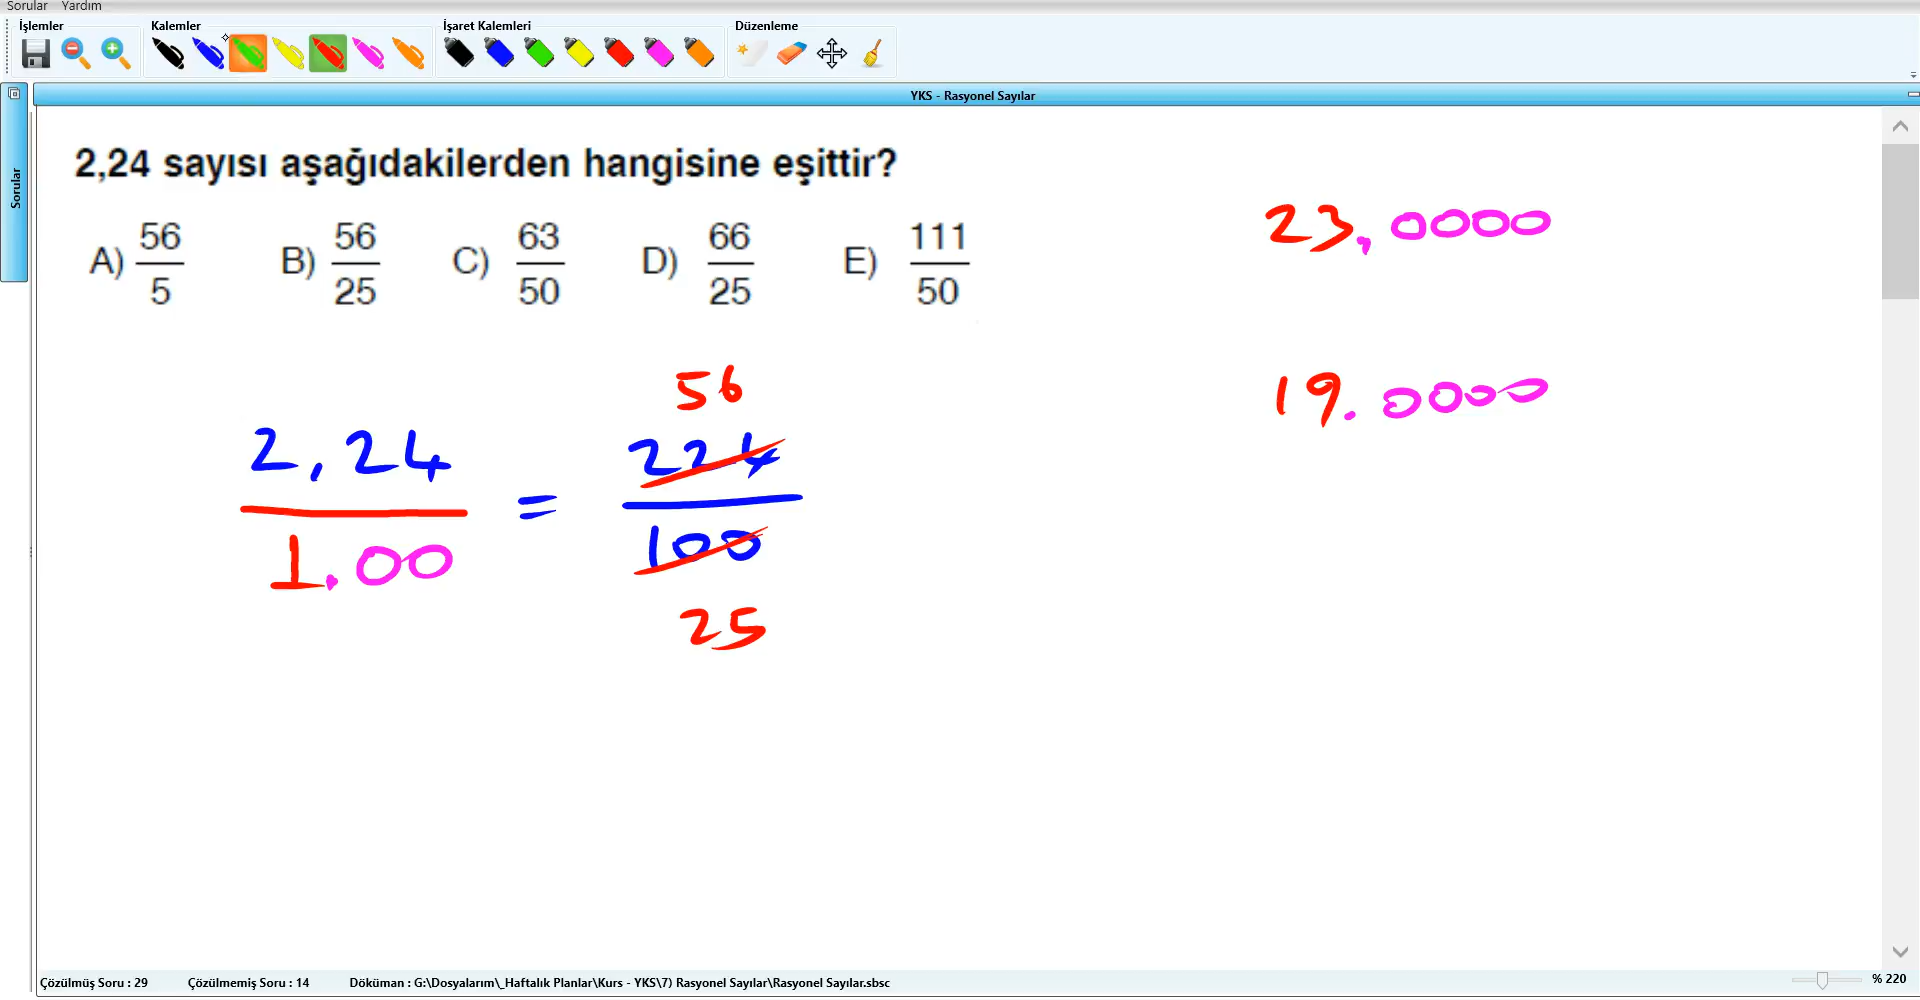 Sorular Yardım
İşlemler Kalemler İşaret Kalemleri Düzenleme
Sorular
YKS - Rasyonel Sayılar
2,24 sayısı aşağıdakilerden hangisine eşittir?
A) 56/5 B) 56/25 C) 63/50 D) 66/25 E) 111/50
23,0000
19.0000
56
2,24 = 224
1.00 100
25
Çözülmüş Soru : 29 Çözülmemiş Soru : 14 Döküman : G:\Dosyalarım\_Haftalık Planlar\Kurs - YKS\7) Rasyonel Sayılar\Rasyonel Sayılar.sbsc % 220